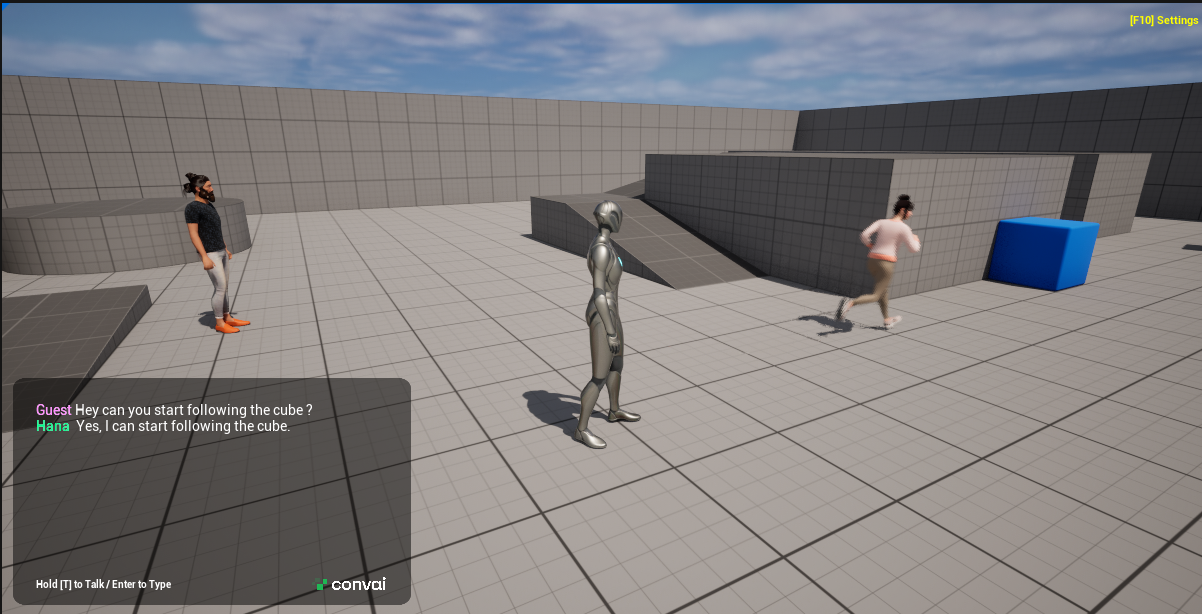 [F10] Settings
Guest Hey can you start following the cube ?
Hana Yes, I can start following the cube.
Hold [T] to Talk / Enter to Type
convai